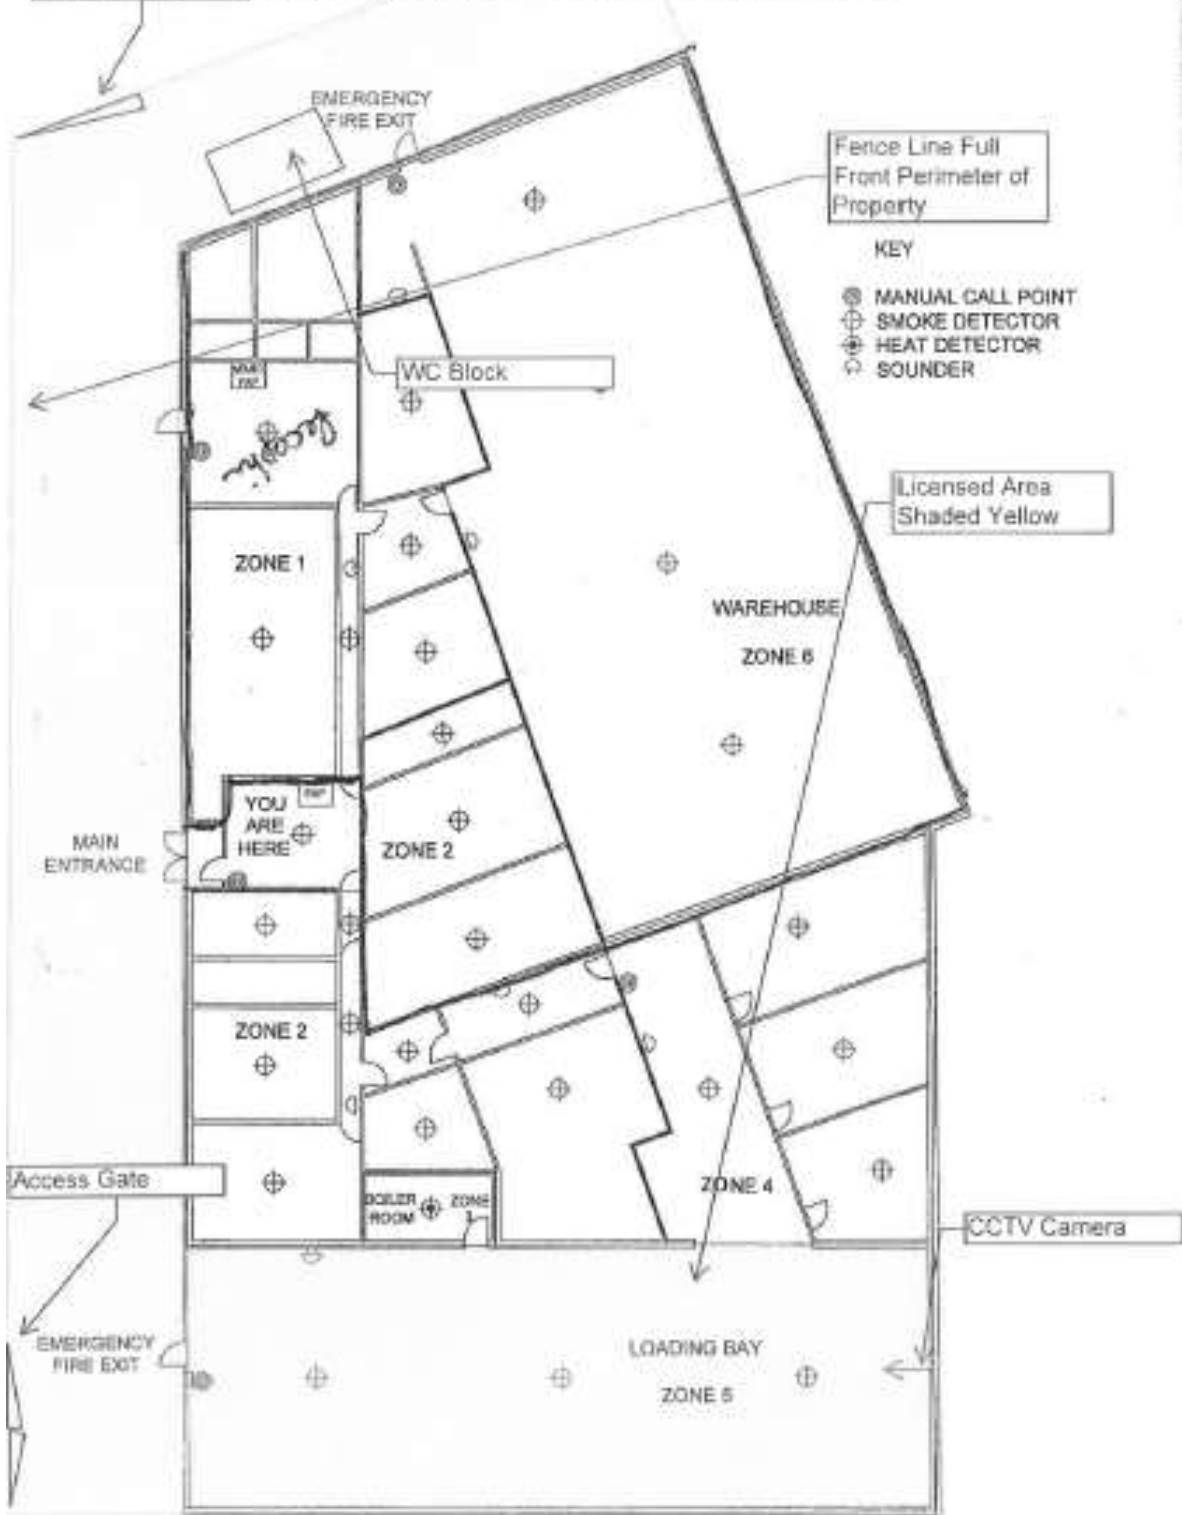 EMERGENCY
FIRE EXIT
Fence Line Full
Front Perimeter of
Property
KEY
MANUAL CALL POINT
SMOKE DETECTOR
HEAT DETECTOR
SOUNDER
WC Block
Licensed Area
Shaded Yellow
ZONE 1
WAREHOUSE
ZONE 6
YOU
ARE
HERE
MAIN
ENTRANCE
ZONE 2
ZONE 2
Access Gate
BOILER
ROOM
ZONE
ZONE 4
CCTV Camera
EMERGENCY
FIRE EXIT
LOADING BAY
ZONE 5